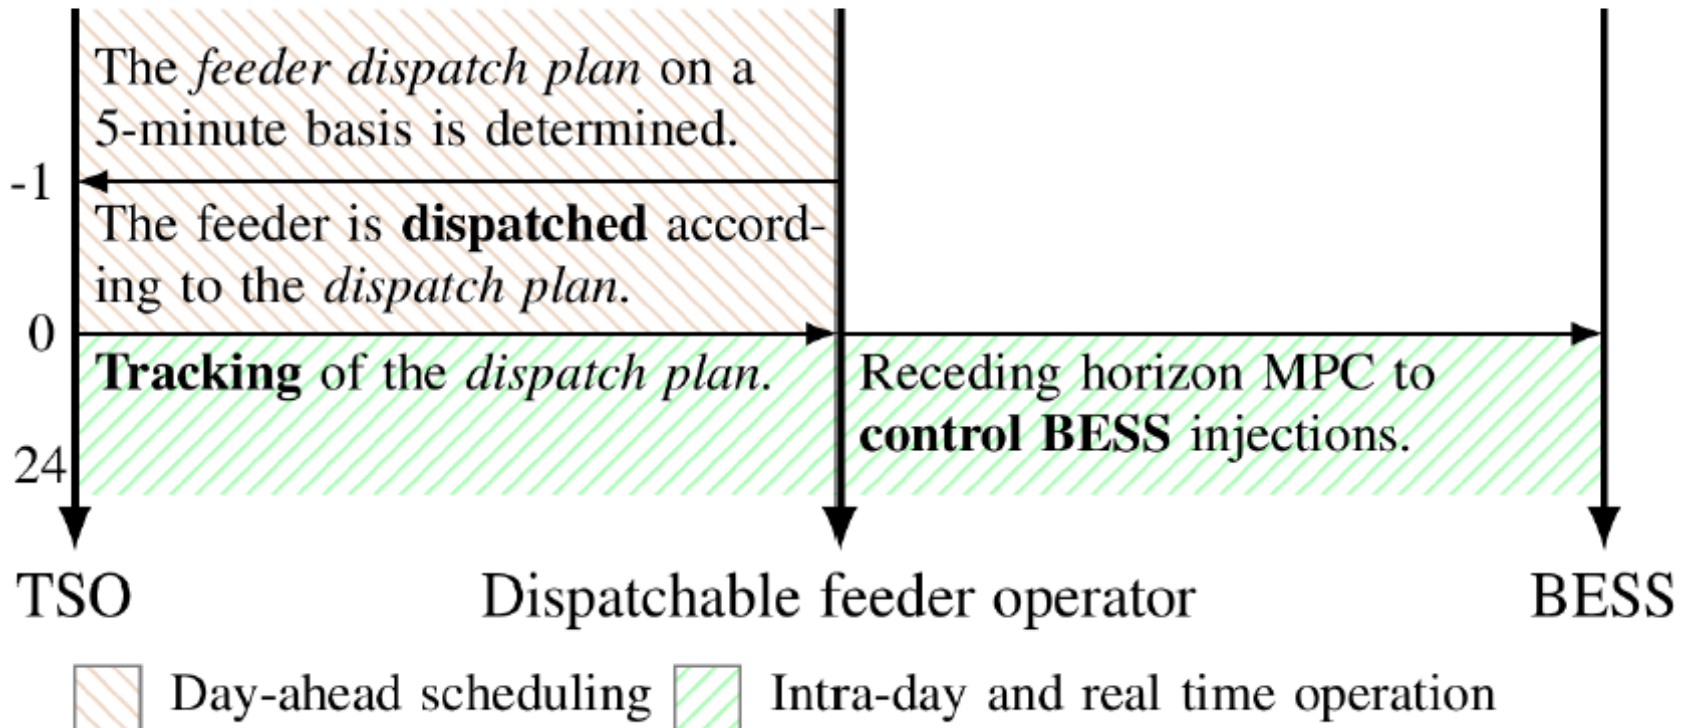 The feeder dispatch plan on a
5-minute basis is determined.
-1
The feeder is dispatched accord-
ing to the dispatch plan.
0
Tracking of the dispatch plan.
Receding horizon MPC to
control BESS injections.
24
TSO
Dispatchable feeder operator
BESS
Day-ahead scheduling
Intra-day and real time operation